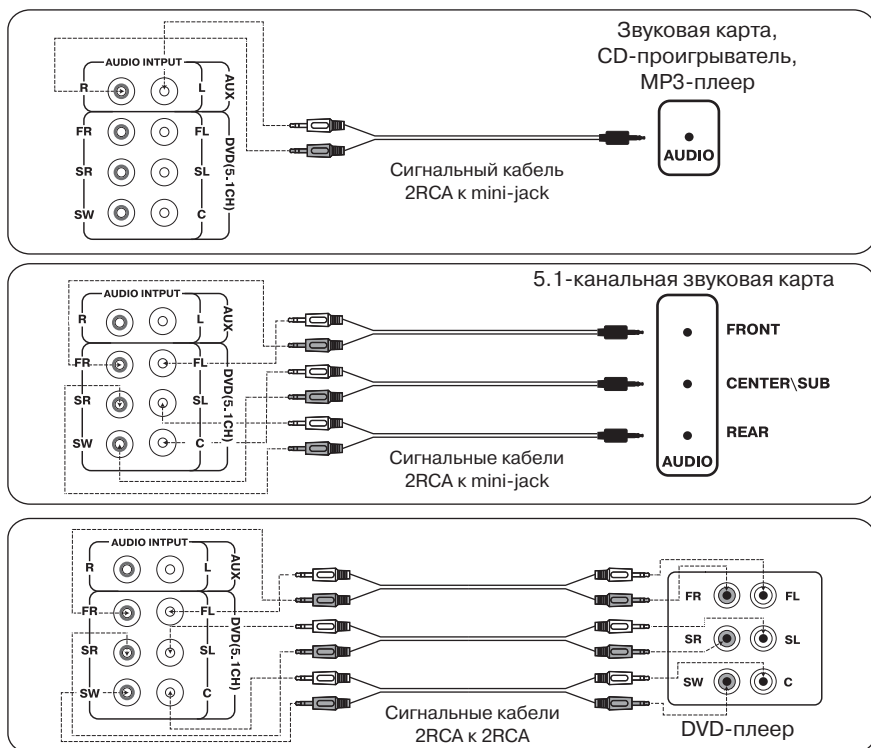 Звуковая карта,
CD-проигрыватель,
MP3-плеер
AUDIO INTPUT
R L
AUX
FR FL
SR SL
SW C
DVD(5.1CH)
Сигнальный кабель
2RCA к mini-jack
AUDIO
5.1-канальная звуковая карта
AUDIO INTPUT
R L
AUX
FR FL
SR SL
SW C
DVD(5.1CH)
FRONT
CENTER\SUB
REAR
AUDIO
Сигнальные кабели
2RCA к mini-jack
AUDIO INTPUT
R L
AUX
FR FL
SR SL
SW C
DVD(5.1CH)
FR FL
SR SL
SW C
Сигнальные кабели
2RCA к 2RCA
DVD-плеер